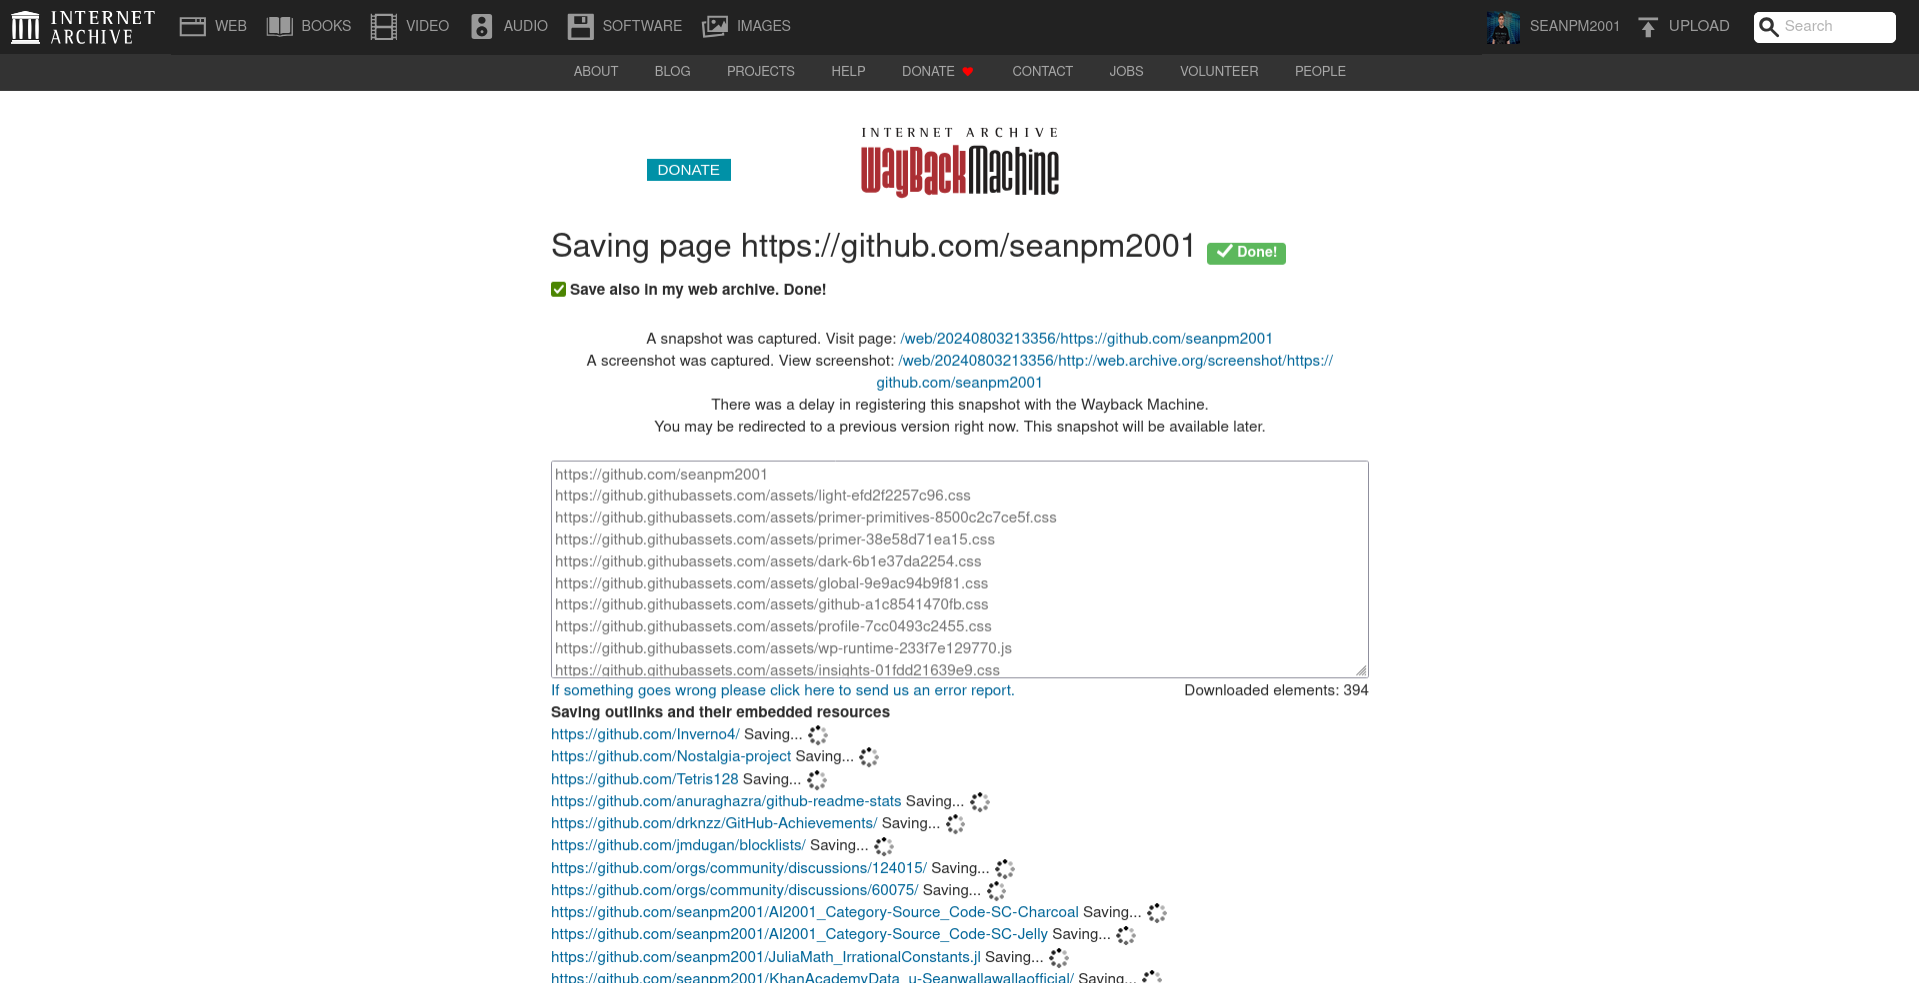 INTERNET ARCHIVE
WEB BOOKS VIDEO AUDIO SOFTWARE IMAGES SEANPM2001 UPLOAD Search
ABOUT BLOG PROJECTS HELP DONATE CONTACT JOBS VOLUNTEER PEOPLE
INTERNET ARCHIVE
WayBackMachine
DONATE
Saving page https://github.com/seanpm2001 Done!
Save also in my web archive. Done!
A snapshot was captured. Visit page: /web/20240803213356/https://github.com/seanpm2001
A screenshot was captured. View screenshot: /web/20240803213356/http://web.archive.org/screenshot/https://
github.com/seanpm2001
There was a delay in registering this snapshot with the Wayback Machine.
You may be redirected to a previous version right now. This snapshot will be available later.
https://github.com/seanpm2001
https://github.githubassets.com/assets/light-efd2f2257c96.css
https://github.githubassets.com/assets/primer-primitives-8500c2c7ce5f.css
https://github.githubassets.com/assets/primer-38e58d71ea15.css
https://github.githubassets.com/assets/dark-6b1e37da2254.css
https://github.githubassets.com/assets/global-9e9ac94b9f81.css
https://github.githubassets.com/assets/github-a1c8541470fb.css
https://github.githubassets.com/assets/profile-7cc0493c2455.css
https://github.githubassets.com/assets/wp-runtime-233f7e129770.js
https://github.githubassets.com/assets/insights-01fdd21639e9.css
If something goes wrong please click here to send us an error report. Downloaded elements: 394
Saving outlinks and their embedded resources
https://github.com/Inverno4/ Saving...
https://github.com/Nostalgia-project Saving...
https://github.com/Tetris128 Saving...
https://github.com/anuraghazra/github-readme-stats Saving...
https://github.com/drknzz/GitHub-Achievements/ Saving...
https://github.com/jmdugan/blocklists/ Saving...
https://github.com/orgs/community/discussions/124015/ Saving...
https://github.com/orgs/community/discussions/60075/ Saving...
https://github.com/seanpm2001/AI2001_Category-Source_Code-SC-Charcoal Saving...
https://github.com/seanpm2001/AI2001_Category-Source_Code-SC-Jelly Saving...
https://github.com/seanpm2001/JuliaMath_IrrationalConstants.jl Saving...
https://github.com/seanpm2001/KhanAcademyData_u-Seanwallawallaofficial/ Saving...